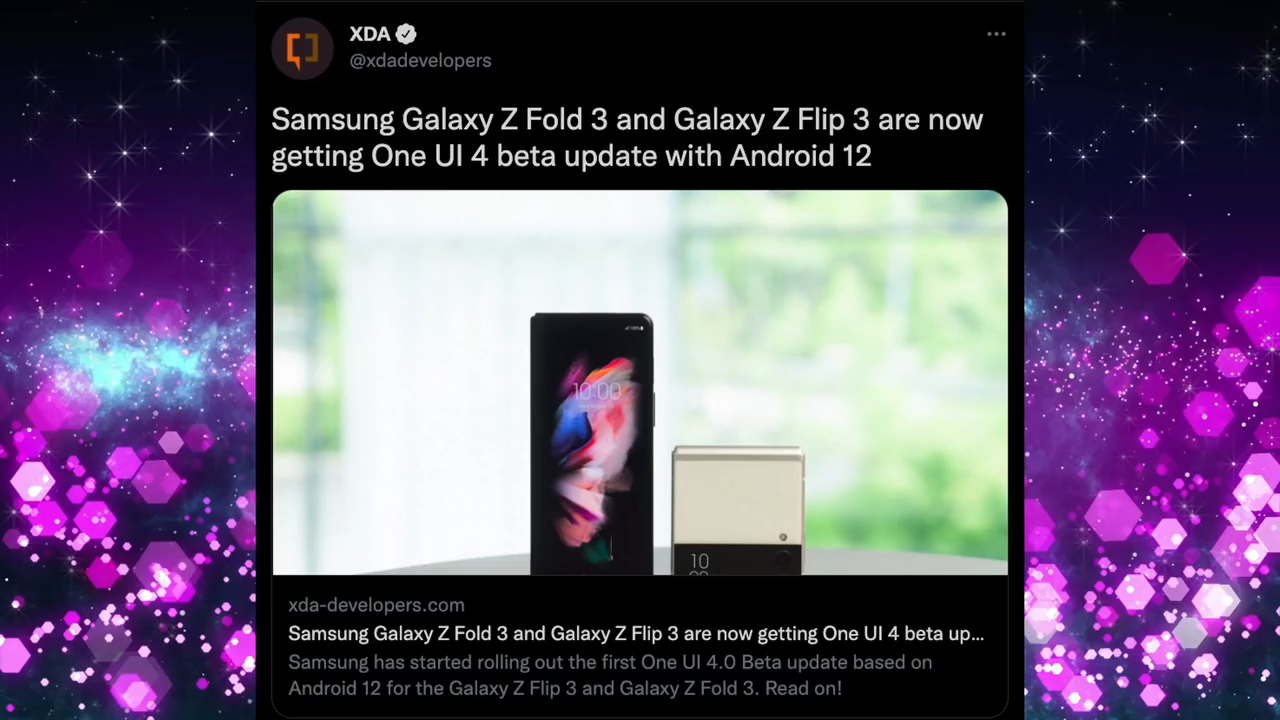 XDA
@xdadevelopers
Samsung Galaxy Z Fold 3 and Galaxy Z Flip 3 are now
getting One UI 4 beta update with Android 12
10:00
10
xda-developers.com
Samsung Galaxy Z Fold 3 and Galaxy Z Flip 3 are now getting One UI 4 beta up...
Samsung has started rolling out the first One UI 4.0 Beta update based on
Android 12 for the Galaxy Z Flip 3 and Galaxy Z Fold 3. Read on!